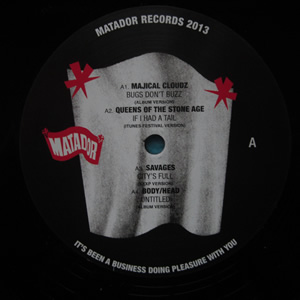 MATADOR RECORDS 2013
A1. MAJICAL CLOUDZ
BUGS DON'T BUZZ
(ALBUM VERSION)
A2. QUEENS OF THE STONE AGE
IF I HAD A TAIL
(ITUNES FESTIVAL VERSION)
MATADOR
A
A3. SAVAGES
CITY'S FULL
VERSION)
A4. BODY/HEAD
UNTITLED
(ALBUM VERSION)
IT'S BEEN A BUSINESS DOING PLEASURE WITH YOU